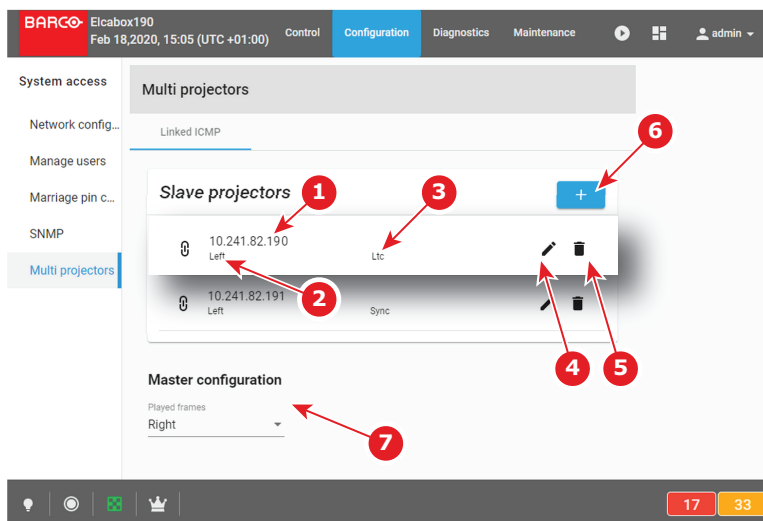 BARCO Elcabox190
Feb 18,2020, 15:05 (UTC +01:00)
Control Configuration Diagnostics Maintenance admin
System access
Network config...
Manage users
Marriage pin c...
SNMP
Multi projectors
Multi projectors
Linked ICMP
6
Slave projectors 1 3
+
10.241.82.190
Left Ltc
2
10.241.82.191
Left Sync
4 5
Master configuration
Played frames
Right
7
17 33